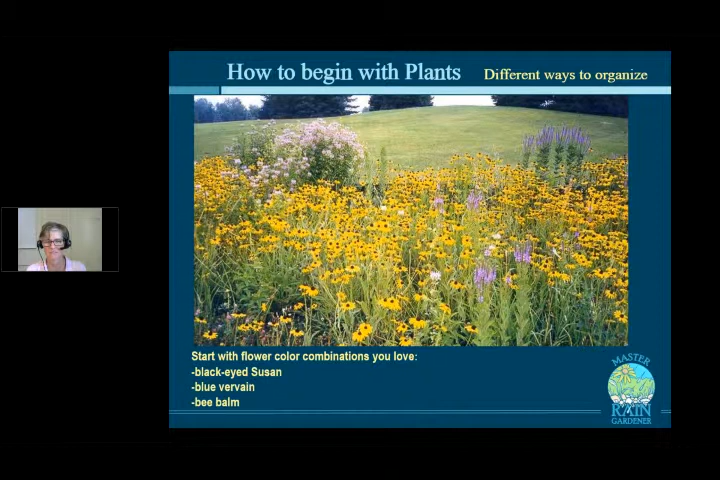 How to begin with Plants
Different ways to organize
Start with flower color combinations you love:
-black-eyed Susan
-blue vervain
-bee balm
MASTER
RAIN
GARDENER